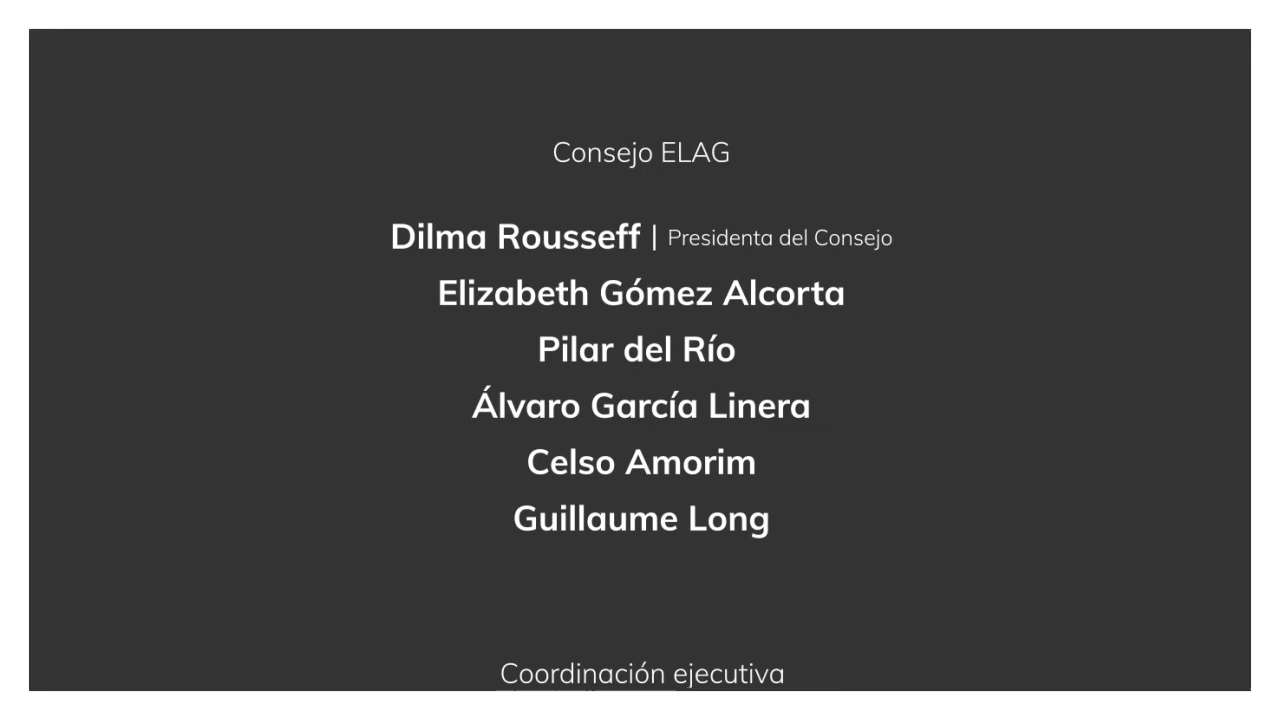 Consejo ELAG
Dilma Rousseff | Presidenta del Consejo
Elizabeth Gómez Alcorta
Pilar del Río
Álvaro García Linera
Celso Amorim
Guillaume Long
Coordinación ejecutiva